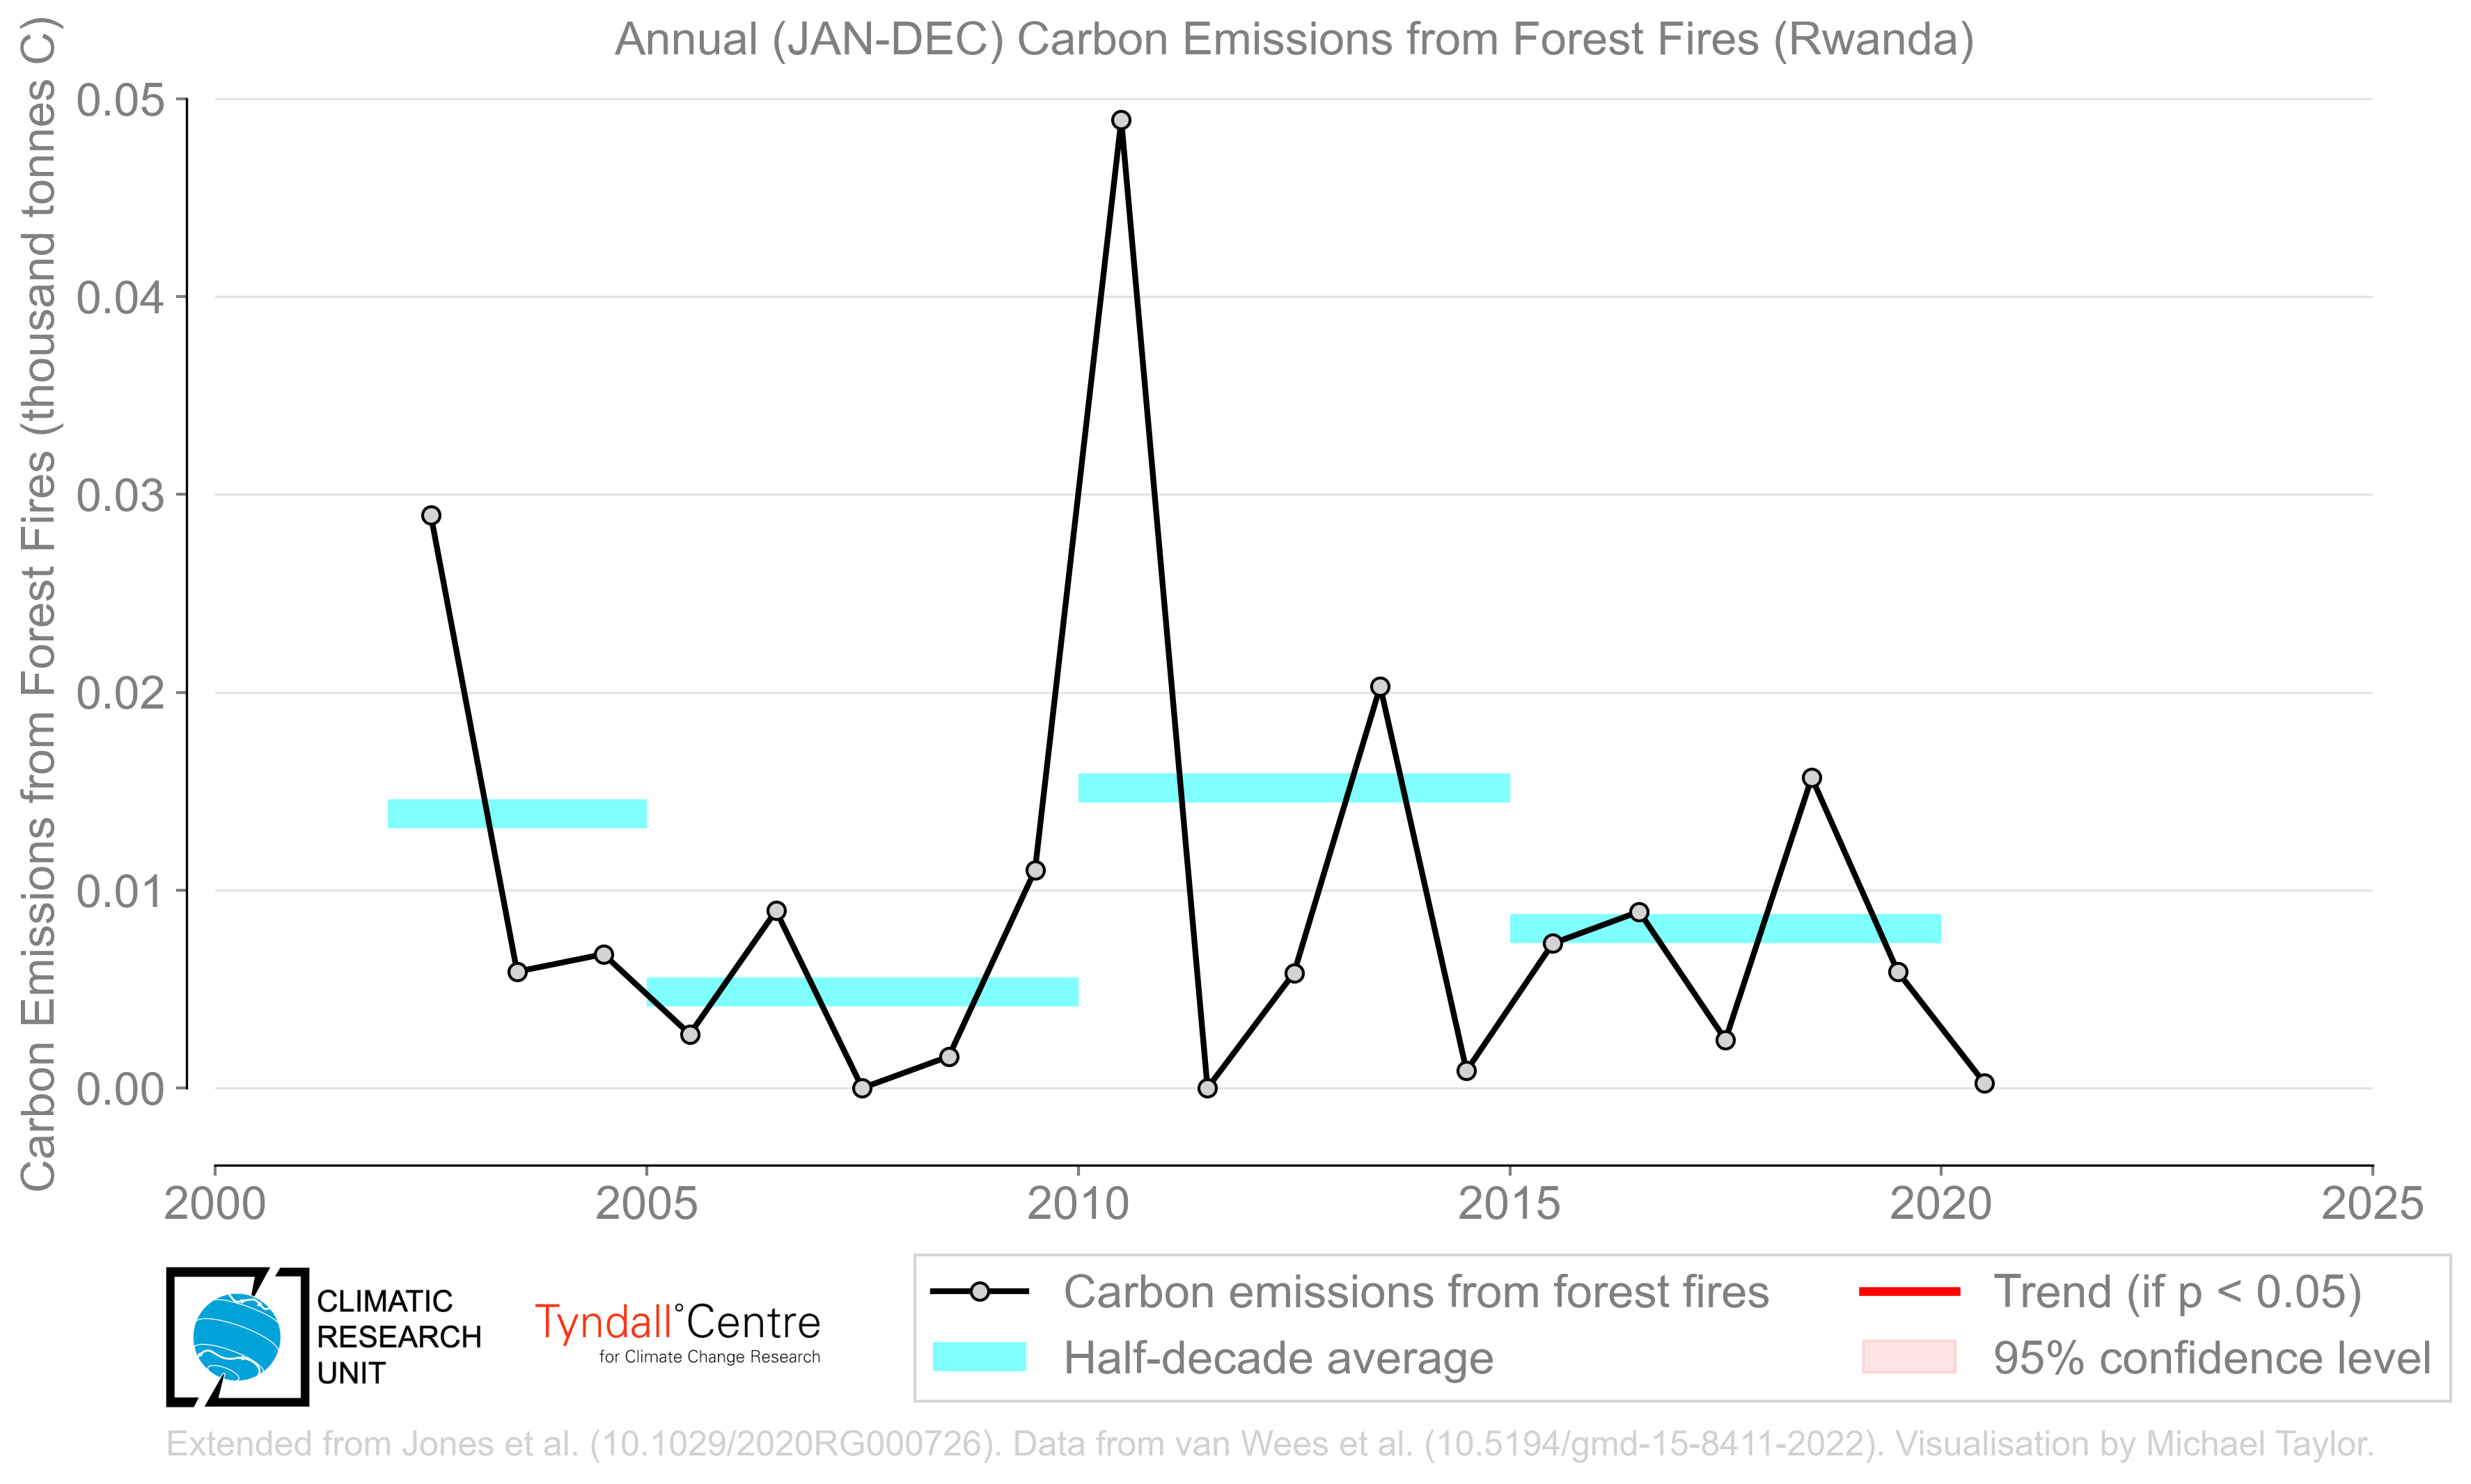 Annual (JAN-DEC) Carbon Emissions from Forest Fires (Rwanda)
Carbon Emissions from Forest Fires (thousand tonnes C)
0.05
0.04
0.03
0.02
0.01
0.00
2000 2005 2010 2015 2020 2025
CLIMATIC
RESEARCH
UNIT
Tyndall°Centre
for Climate Change Research
Carbon emissions from forest fires
Half-decade average
Trend (if p < 0.05)
95% confidence level
Extended from Jones et al. (10.1029/2020RG000726). Data from van Wees et al. (10.5194/gmd-15-8411-2022). Visualisation by Michael Taylor.